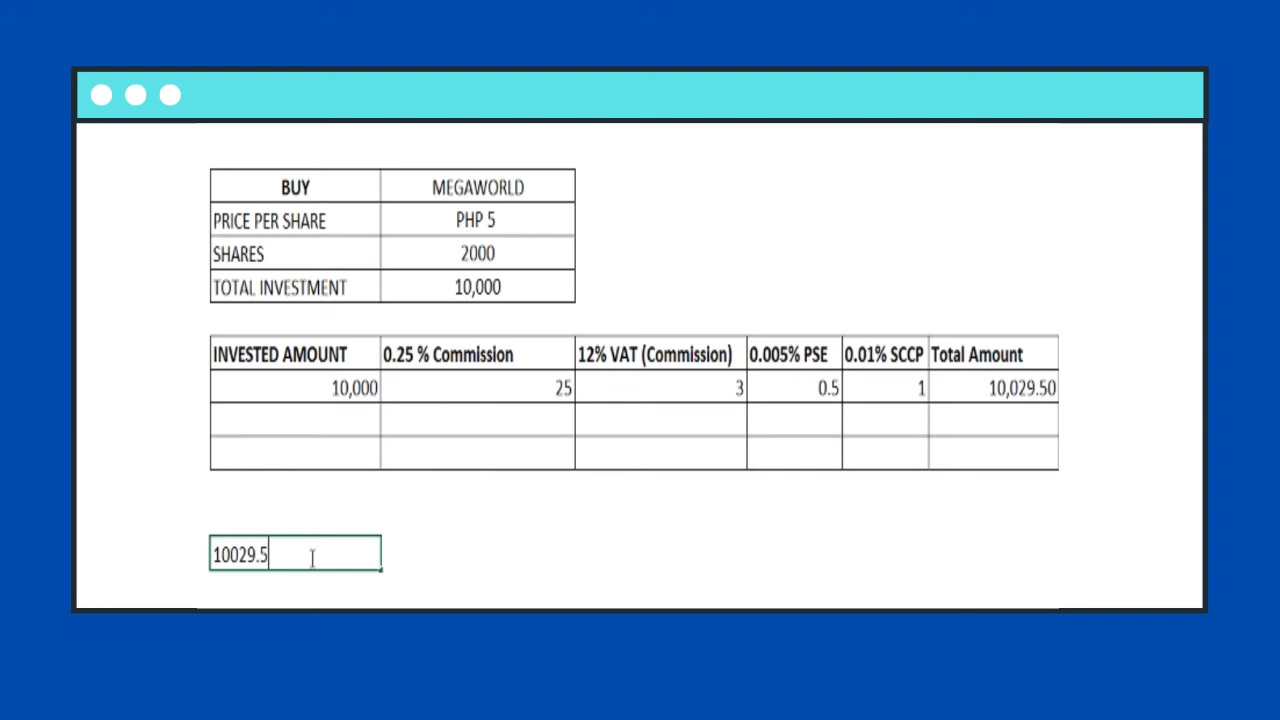 BUY MEGAWORLD
PRICE PER SHARE PHP 5
SHARES 2000
TOTAL INVESTMENT 10,000
INVESTED AMOUNT 0.25 % Commission 12% VAT (Commission) 0.005% PSE 0.01% SCCP Total Amount
10,000 25 3 0.5 1 10,029.50
10029.5